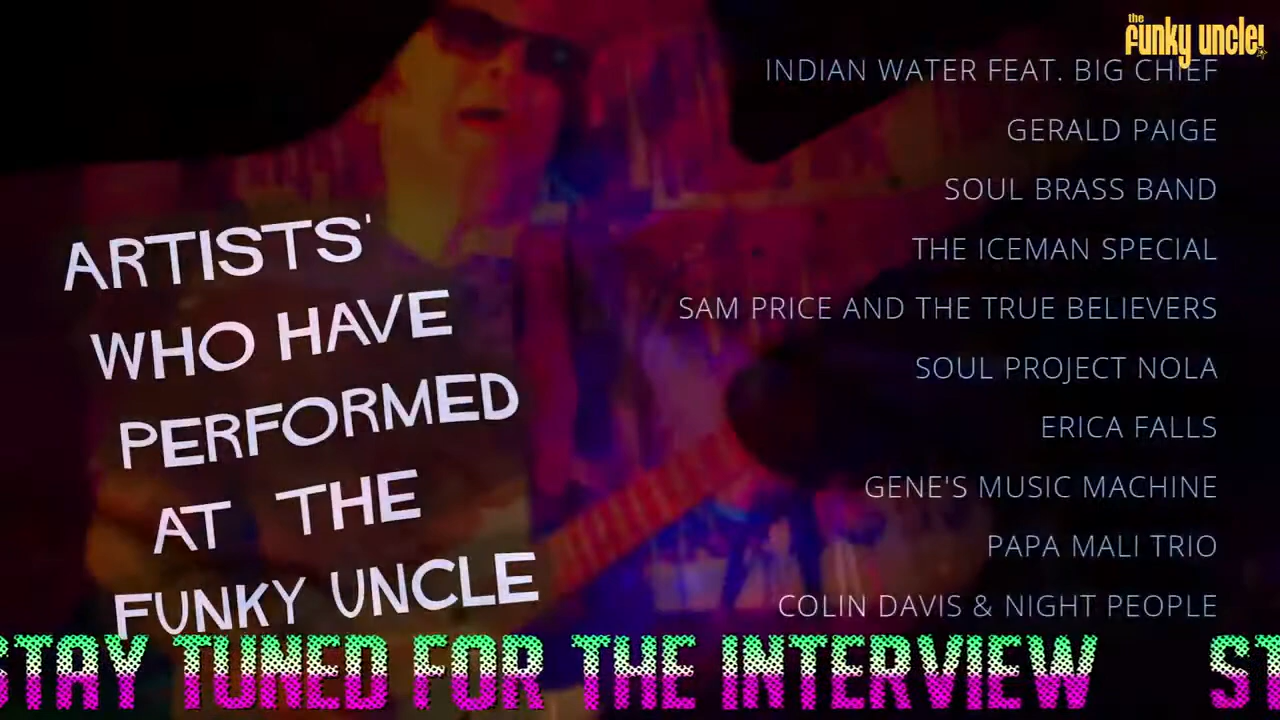 the
funky uncle!
INDIAN WATER FEAT. BIG CHIEF
GERALD PAIGE
SOUL BRASS BAND
THE ICEMAN SPECIAL
SAM PRICE AND THE TRUE BELIEVERS
SOUL PROJECT NOLA
ERICA FALLS
GENE'S MUSIC MACHINE
PAPA MALI TRIO
COLIN DAVIS & NIGHT PEOPLE
ARTISTS'
WHO HAVE
PERFORMED
AT THE
FUNKY UNCLE
STAY TUNED FOR THE INTERVIEW ST